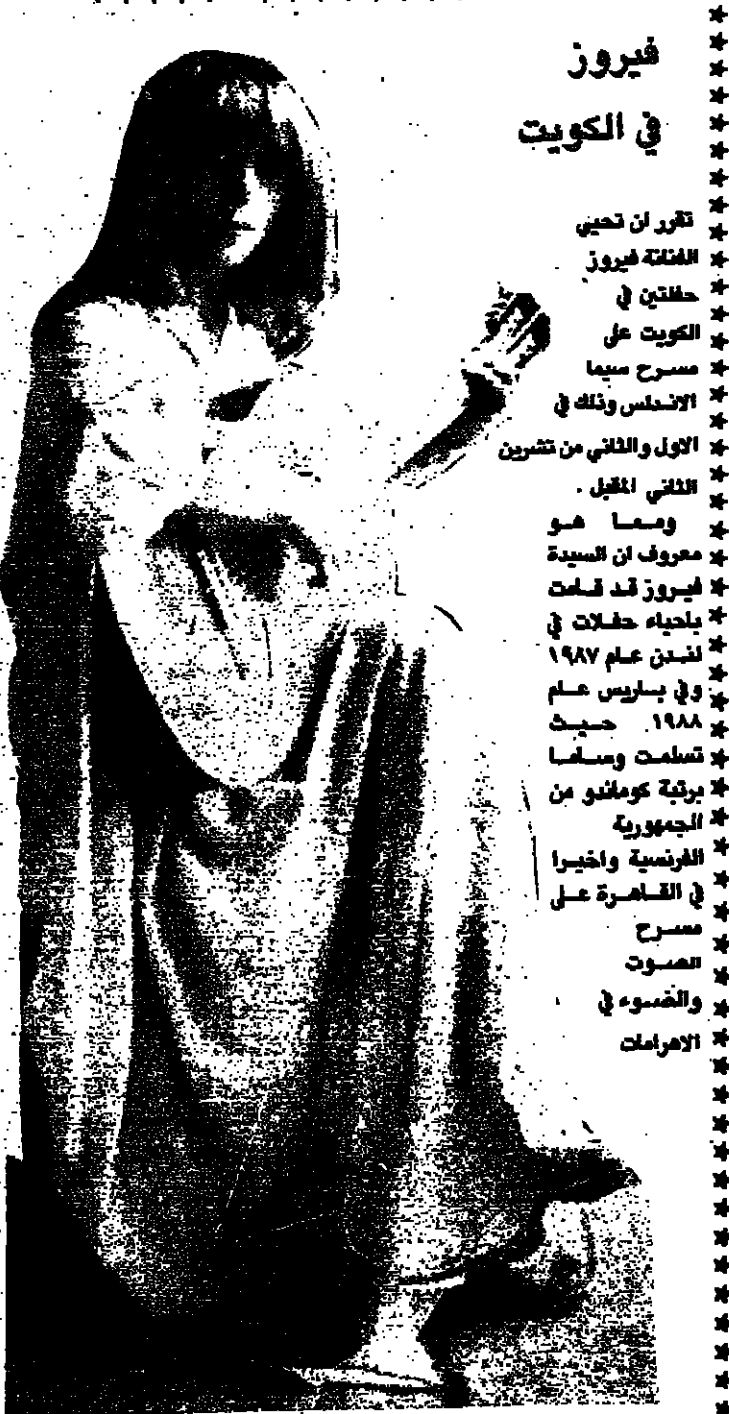 فيروز
في الكويت
تقرر ان تحيي
الفنانة فيروز
حفلتين في
الكويت على
مسرح سيما
الاندلس وذلك في
الاول والثاني من تشرين
الثاني المقبل .
ومما هو
معروف ان السيدة
فيروز قد قامت
باحياء حفلات في
لندن عام ١٩٨٧
وفي باريس عام
١٩٨٨ حيث
تسلمت وساما
برتبة كوماندو من
الجمهورية
الفرنسية واخيرا
في القاهرة على
مسرح
الصوت
والضوء في
الاهرامات